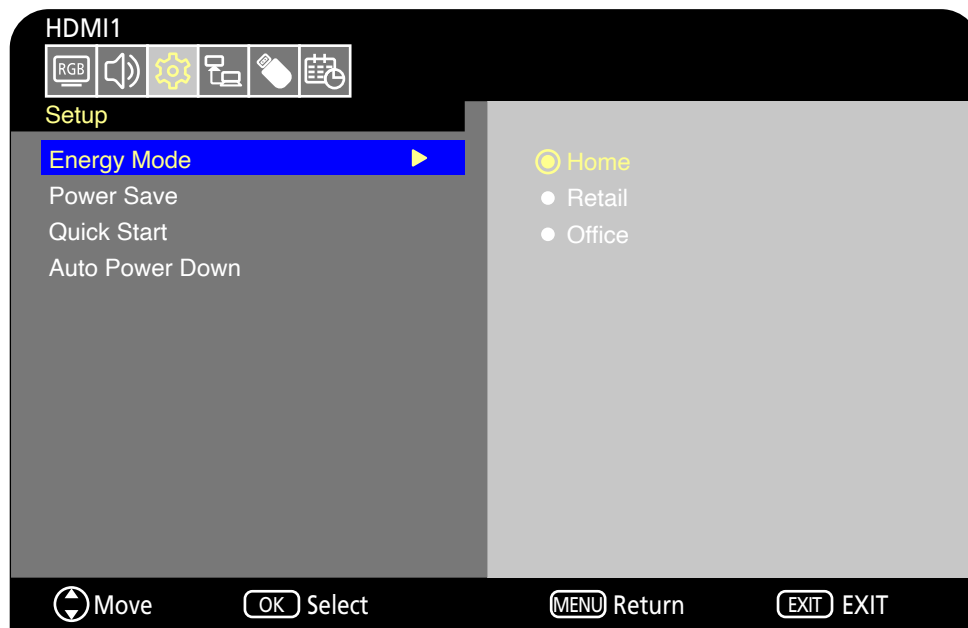 HDMI1
RGB
Setup
Energy Mode
Power Save
Quick Start
Auto Power Down
Home
Retail
Office
Move OK Select MENU Return EXIT EXIT